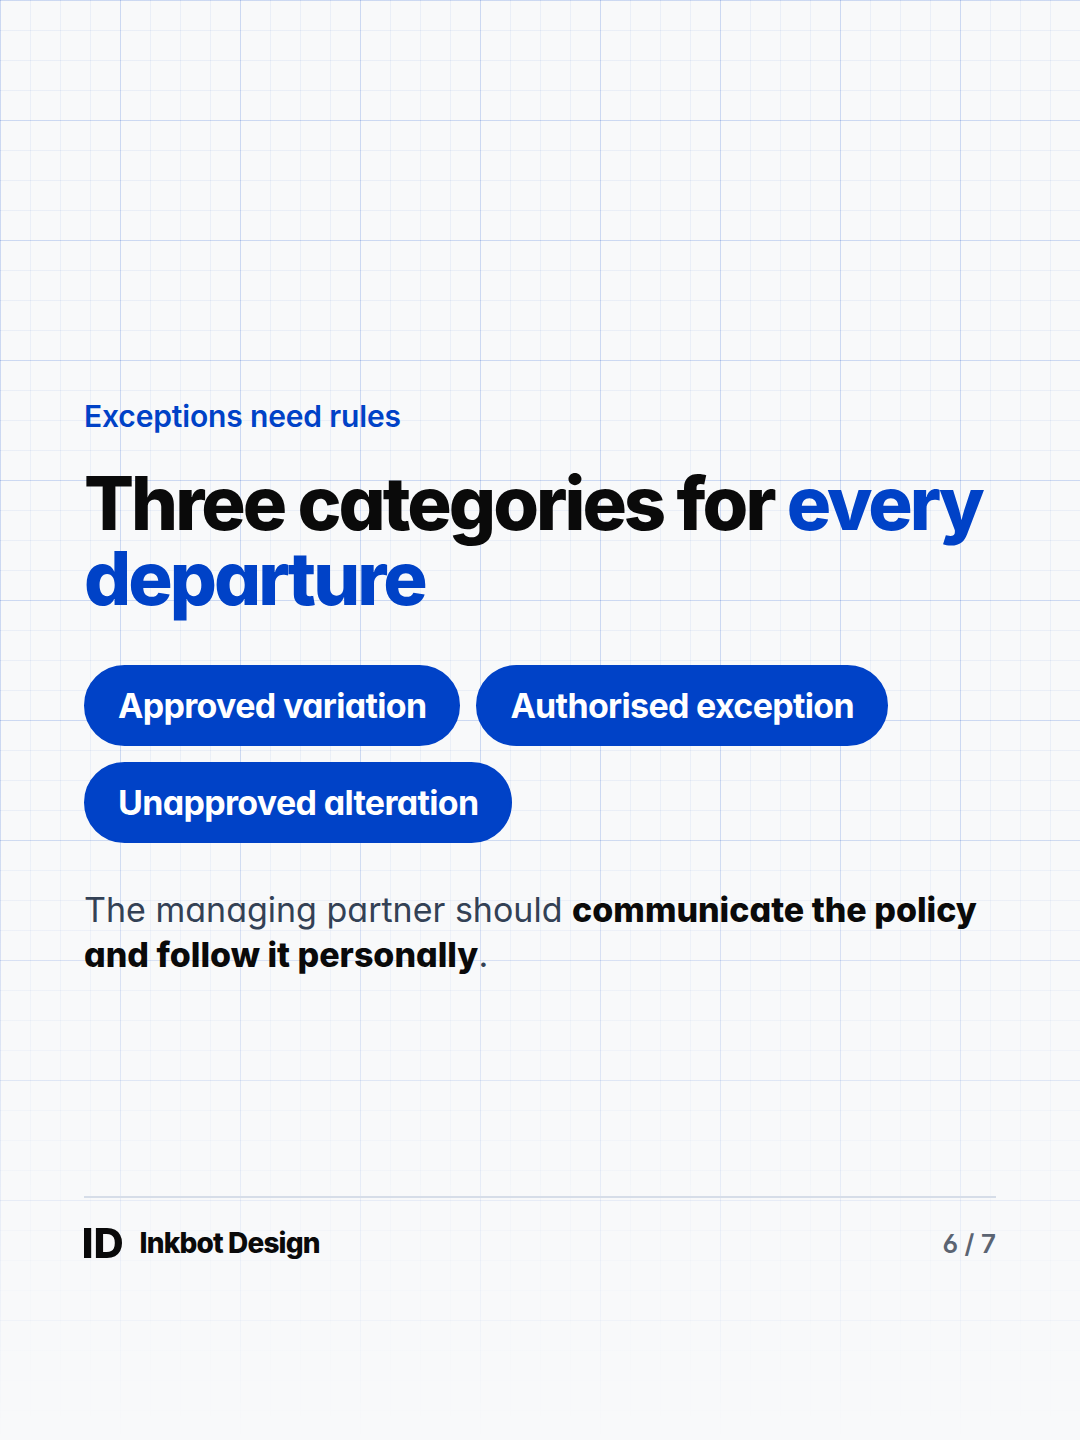 Exceptions need rules
Three categories for every
departure
Approved variation
Authorised exception
Unapproved alteration
The managing partner should communicate the policy
and follow it personally.
ID Inkbot Design
6 / 7